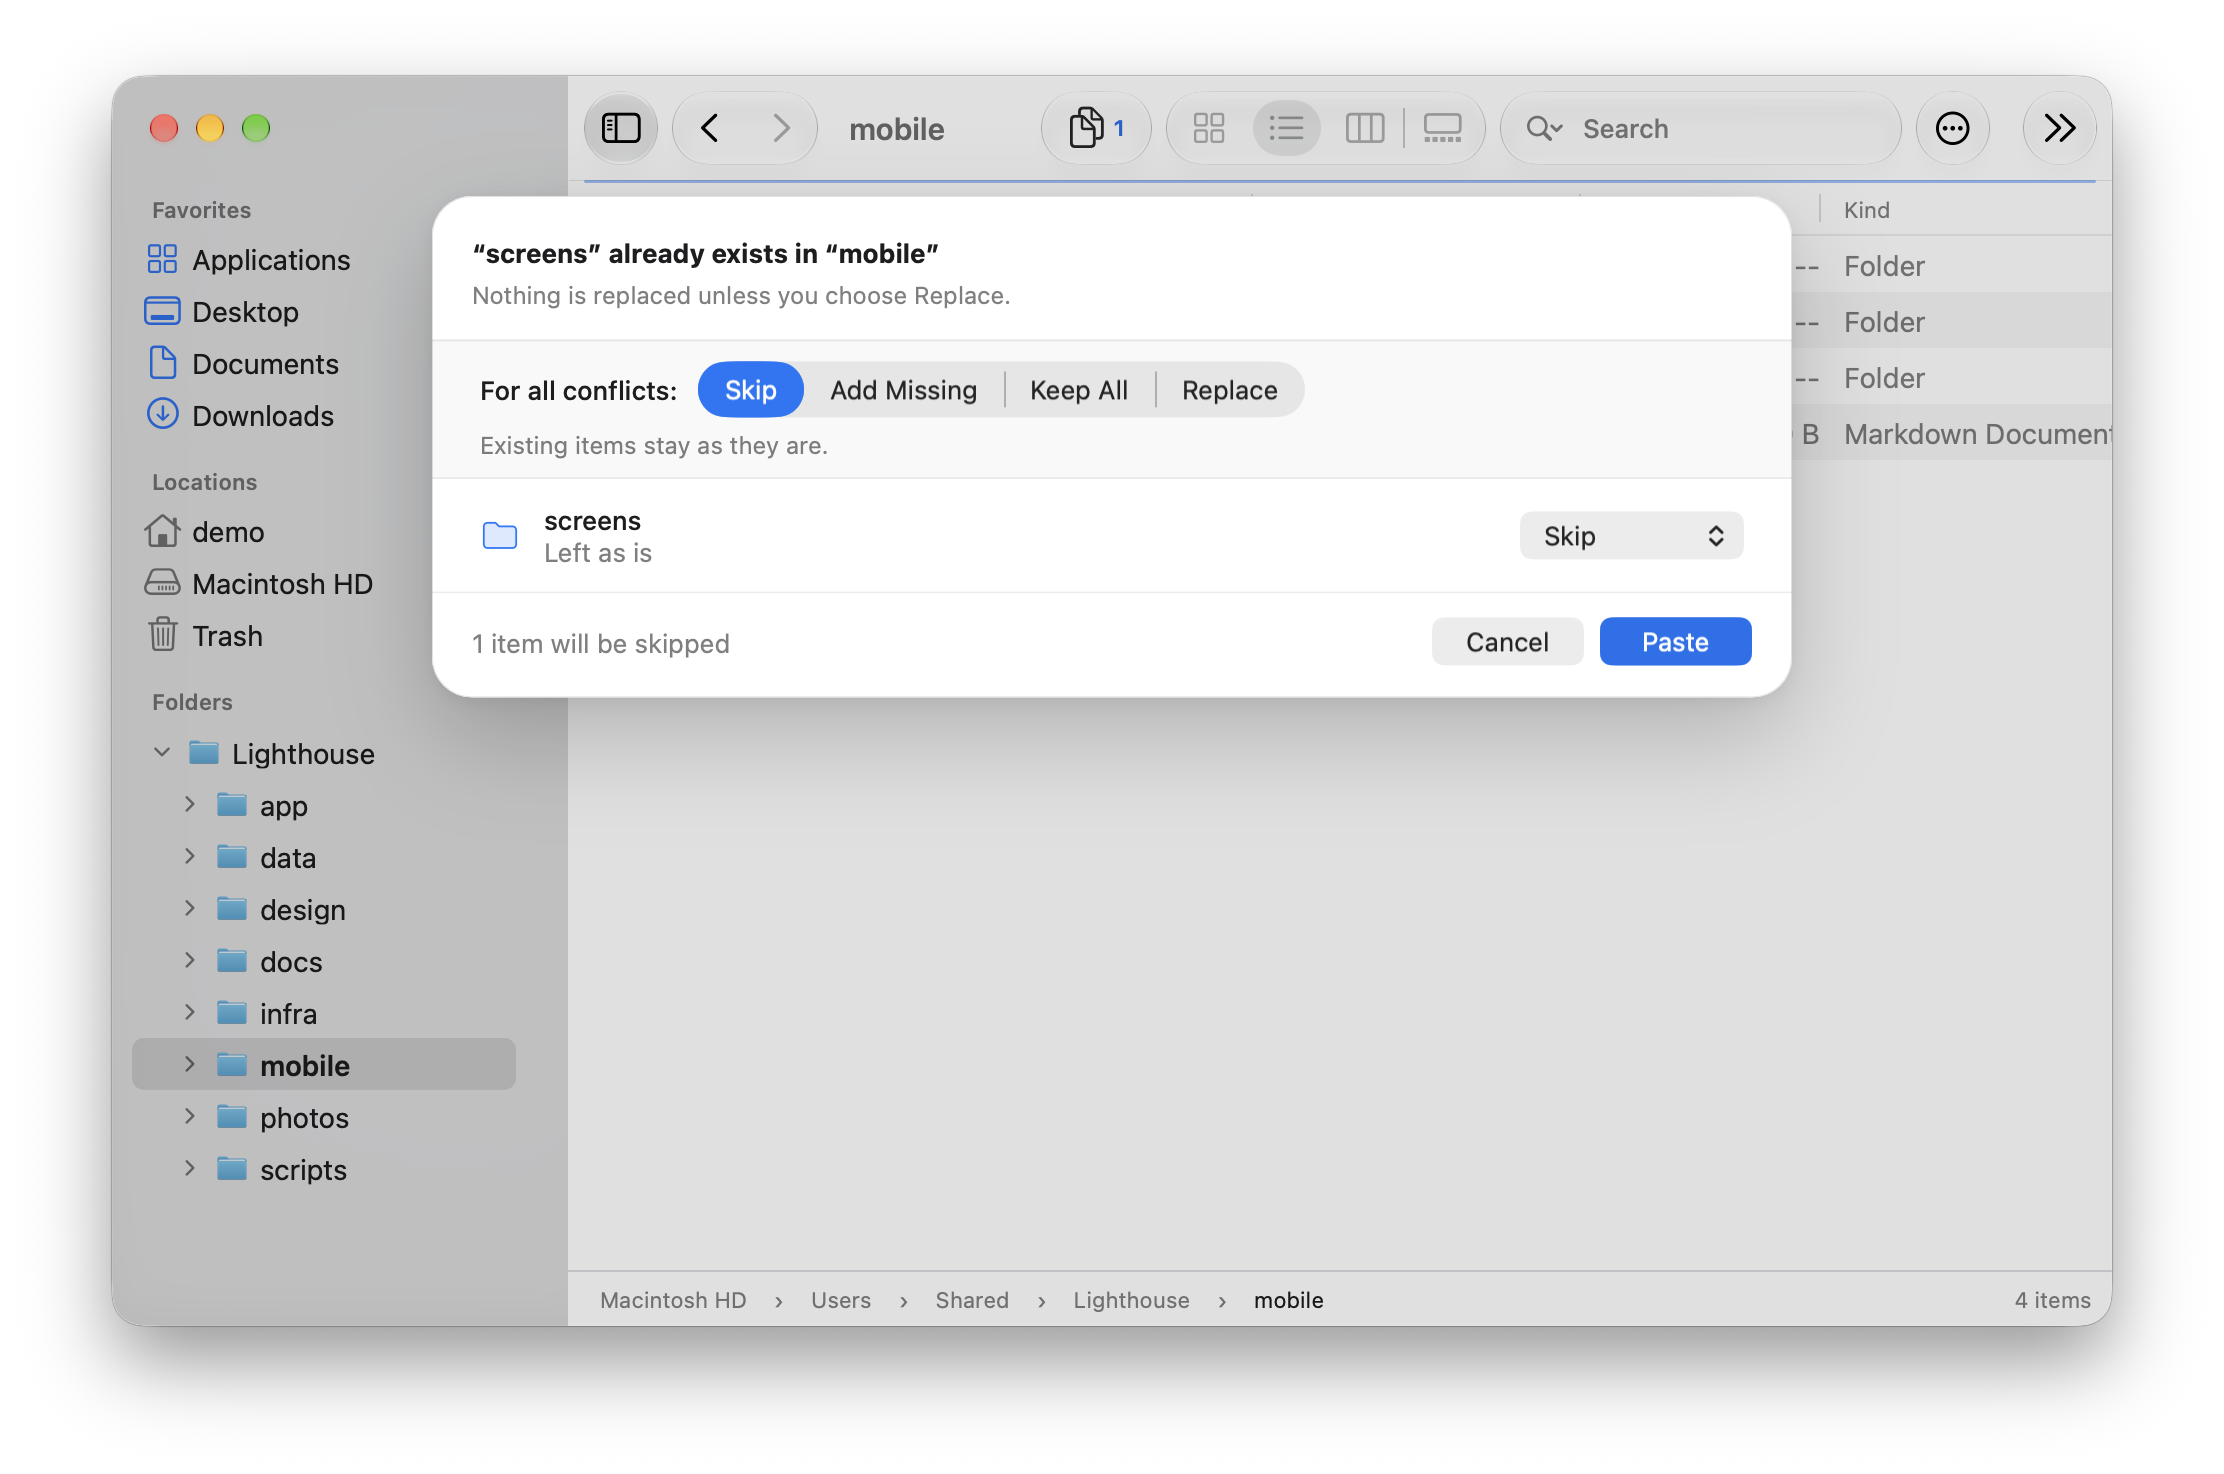 mobile
1
Search
Favorites
Applications
Desktop
Documents
Downloads
Locations
demo
Macintosh HD
Trash
Folders
Lighthouse
app
data
design
docs
infra
mobile
photos
scripts
Kind
-- Folder
-- Folder
-- Folder
B Markdown Document
“screens” already exists in “mobile”
Nothing is replaced unless you choose Replace.
For all conflicts: Skip Add Missing Keep All Replace
Existing items stay as they are.
screens
Left as is
Skip
1 item will be skipped
Cancel Paste
Macintosh HD › Users › Shared › Lighthouse › mobile
4 items